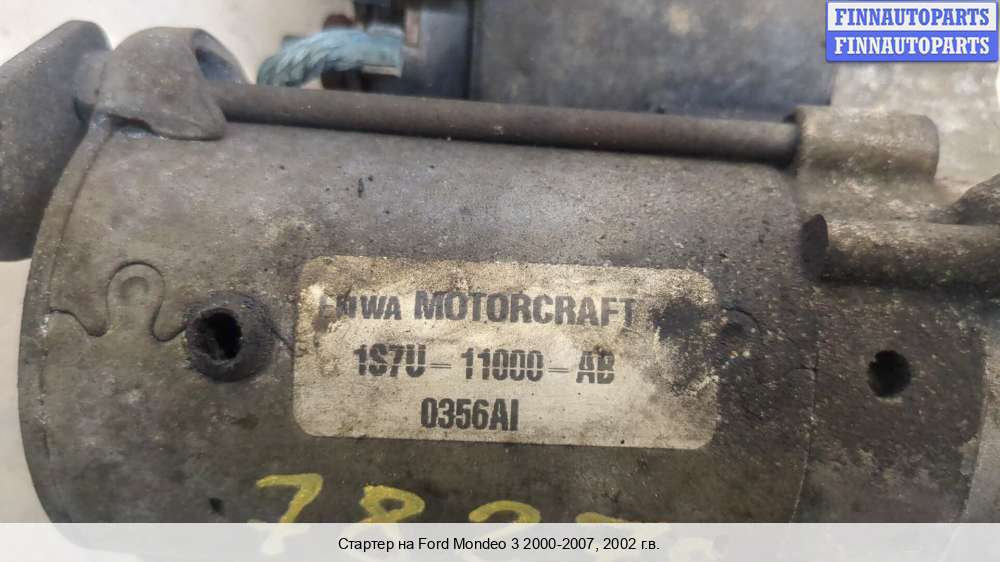 FINNAUTOPARTS
FINNAUTOPARTS
MOTORCRAFT
1S7U-11000-AB
0356AI
Стартер на Ford Mondeo 3 2000-2007, 2002 г.в.